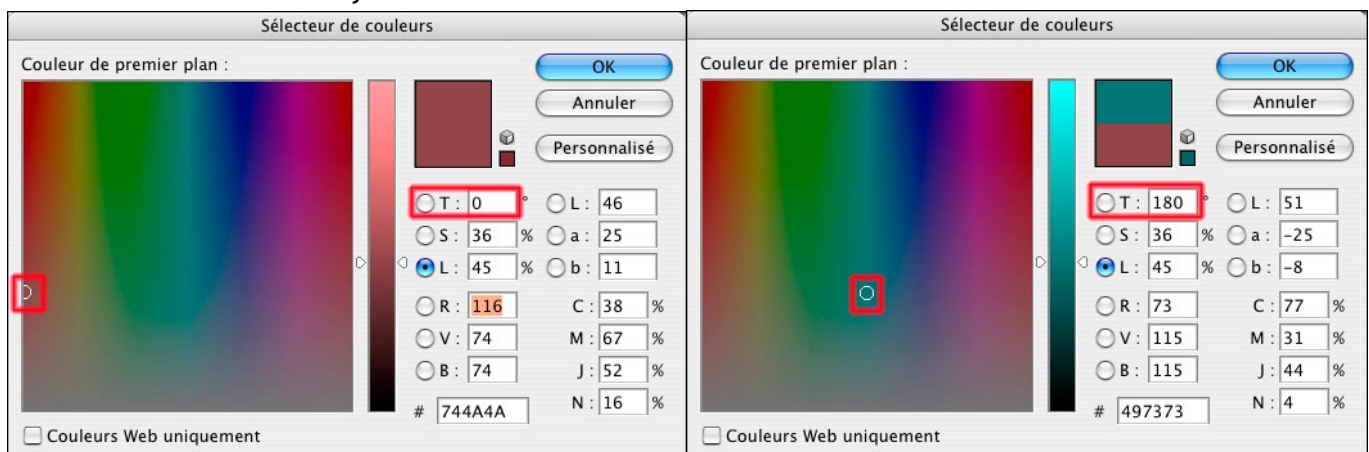 Sélecteur de couleurs
Couleur de premier plan :
OK
Annuler
Personnalisé
T : 0 °
L : 46
S : 36 %
a : 25
L : 45 %
b : 11
R : 116
C : 38 %
V : 74
M : 67 %
B : 74
J : 52 %
# 744A4A
N : 16 %
Couleurs Web uniquement
Sélecteur de couleurs
Couleur de premier plan :
OK
Annuler
Personnalisé
T : 180 °
L : 51
S : 36 %
a : -25
L : 45 %
b : -8
R : 73
C : 77 %
V : 115
M : 31 %
B : 115
J : 44 %
# 497373
N : 4 %
Couleurs Web uniquement